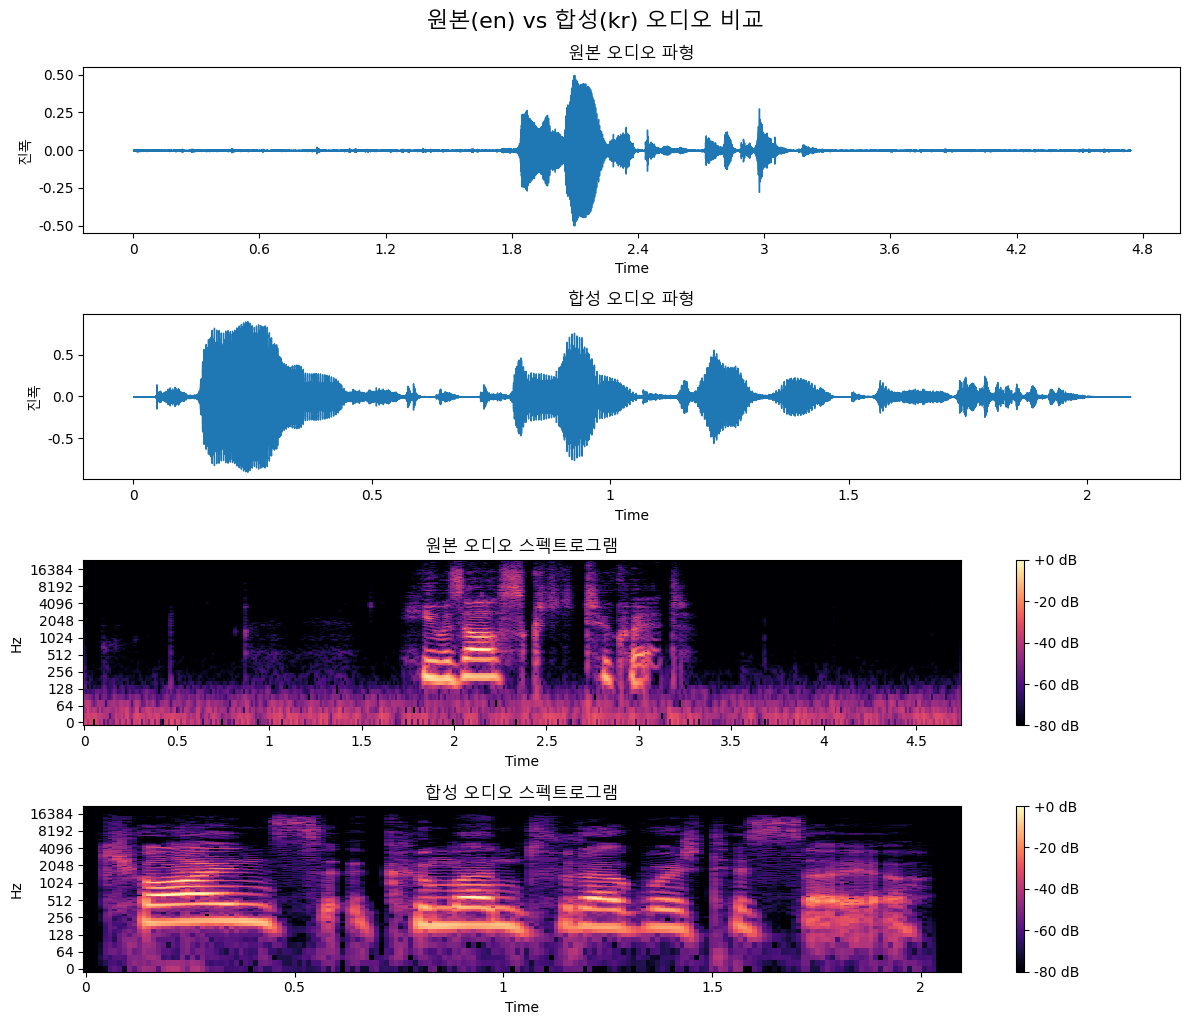 원본(en) vs 합성(kr) 오디오 비교
원본 오디오 파형
0.50
0.25
0.00
-0.25
-0.50
진폭
0 0.6 1.2 1.8 2.4 3 3.6 4.2 4.8
Time
합성 오디오 파형
0.5
0.0
-0.5
진폭
0 0.5 1 1.5 2
Time
원본 오디오 스펙트로그램
16384
8192
4096
2048
1024
512
256
128
64
0
Hz
0 0.5 1 1.5 2 2.5 3 3.5 4 4.5
Time
+0 dB
-20 dB
-40 dB
-60 dB
-80 dB
합성 오디오 스펙트로그램
16384
8192
4096
2048
1024
512
256
128
64
0
Hz
0 0.5 1 1.5 2
Time
+0 dB
-20 dB
-40 dB
-60 dB
-80 dB